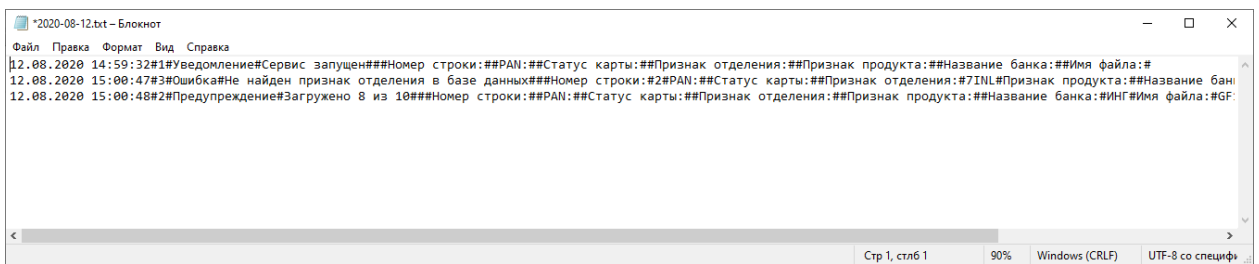 *2020-08-12.txt – Блокнот
Файл Правка Формат Вид Справка
12.08.2020 14:59:32#1#Уведомление#Сервис запущен###Номер строки:##PAN:##Статус карты:##Признак отделения:##Признак продукта:##Название банка:##Имя файла:#
12.08.2020 15:00:47#3#Ошибка#Не найден признак отделения в базе данных###Номер строки:#2#PAN:##Статус карты:##Признак отделения:#7INL#Признак продукта:##Название бан
12.08.2020 15:00:48#2#Предупреждение#Загружено 8 из 10###Номер строки:##PAN:##Статус карты:##Признак отделения:##Признак продукта:##Название банка:#ИНГ#Имя файла:#GF
Стр 1, стлб 1 90% Windows (CRLF) UTF-8 со специфи